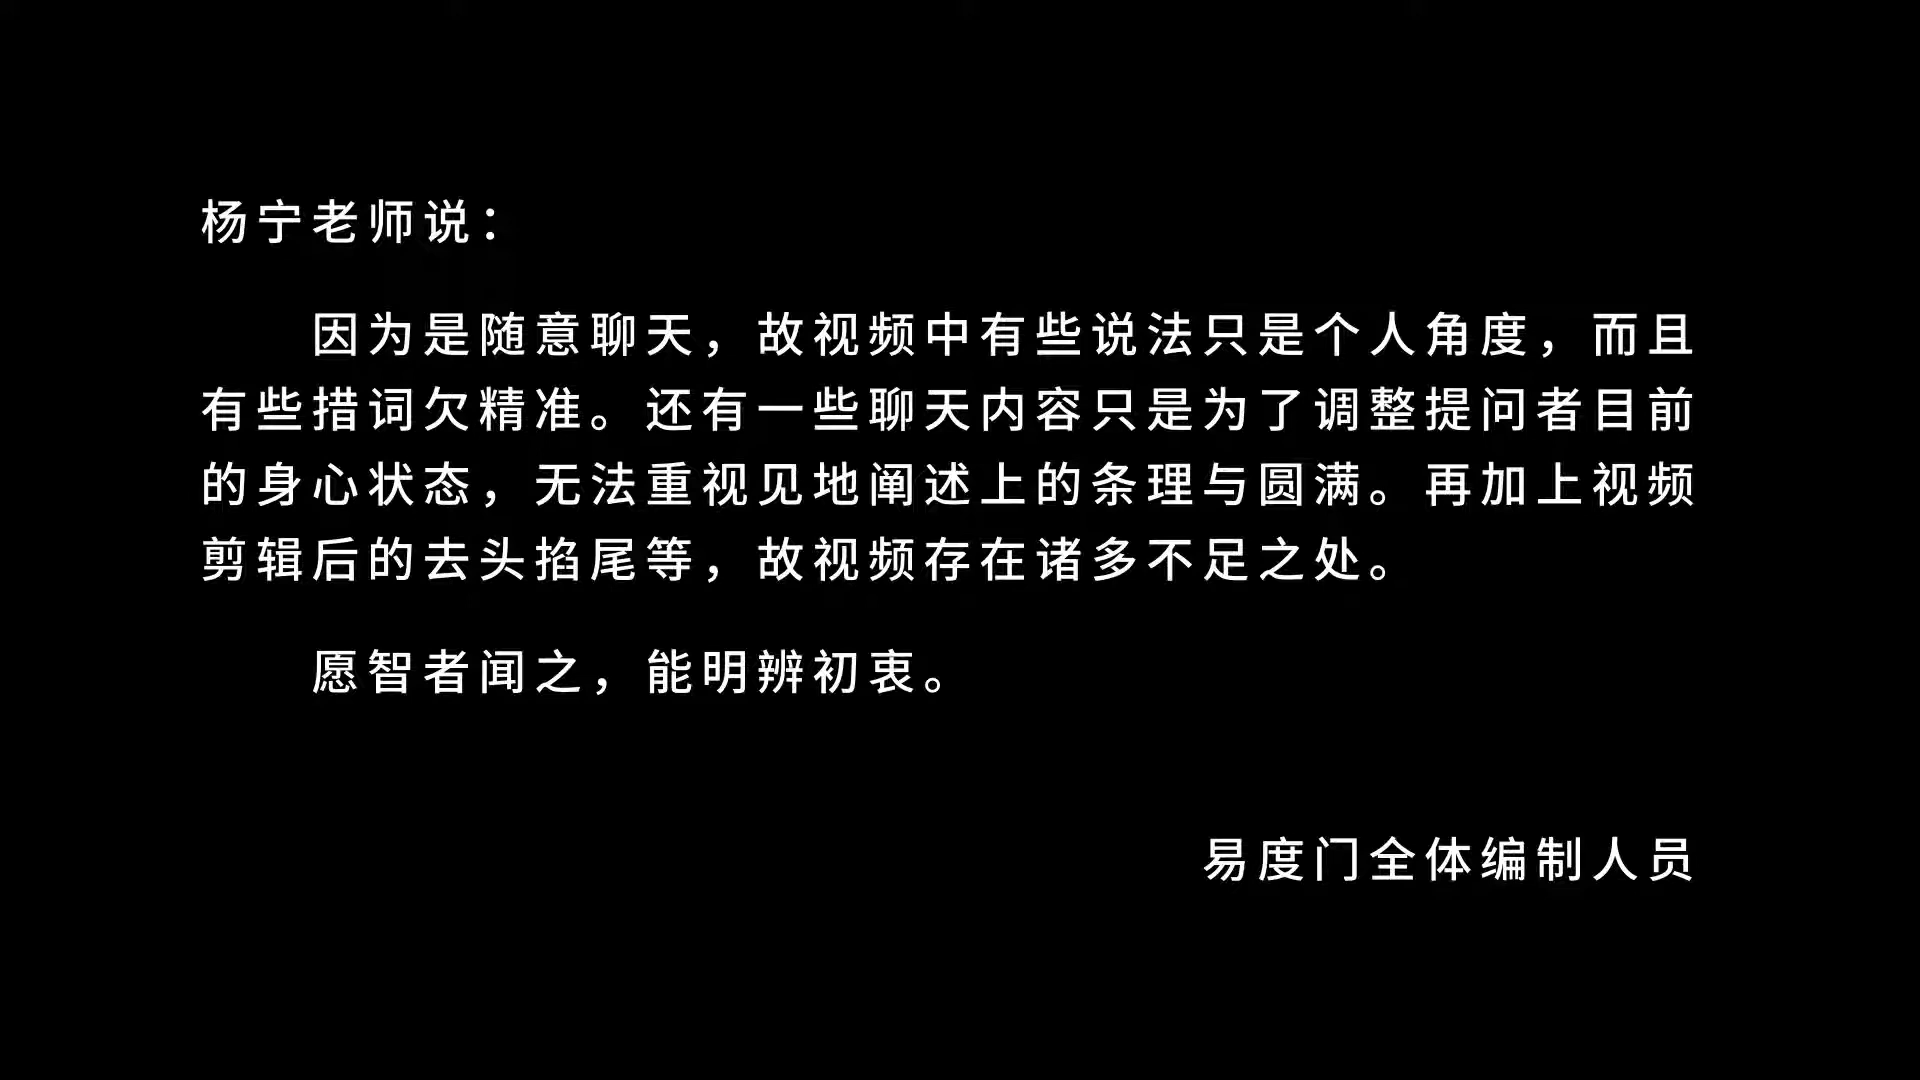 杨宁老师说：
因为是随意聊天，故视频中有些说法只是个人角度，而且
有些措词欠精准。还有一些聊天内容只是为了调整提问者目前
的身心状态，无法重视见地阐述上的条理与圆满。再加上视频
剪辑后的去头掐尾等，故视频存在诸多不足之处。
愿智者闻之，能明辨初衷。
易度门全体编制人员